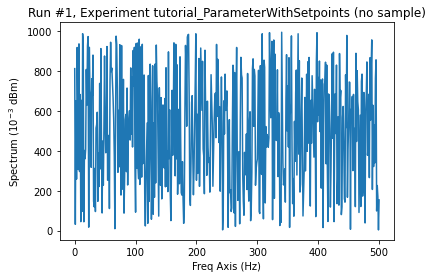 Run #1, Experiment tutorial_ParameterWithSetpoints (no sample)
1000
800
600
400
200
0
Spectrum (10⁻³ dBm)
0 100 200 300 400 500
Freq Axis (Hz)